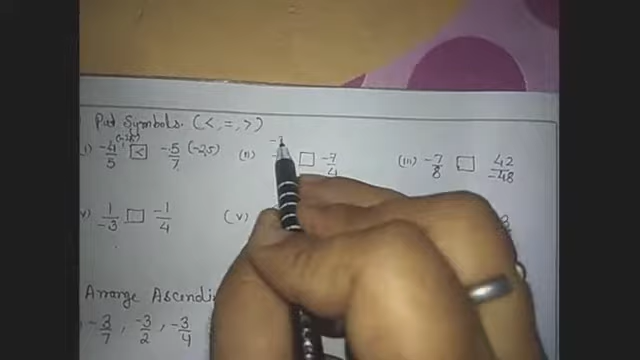 Put Symbols. (<, =, >)
i) -4/5 (-28) [<] -5/7 (-25) (ii) □ -7/4 (iii) -7/8 □ 42/-48
1/-3 □ -1/4 (v)
Arrange Ascendi
-3/7, -3/2, -3/4